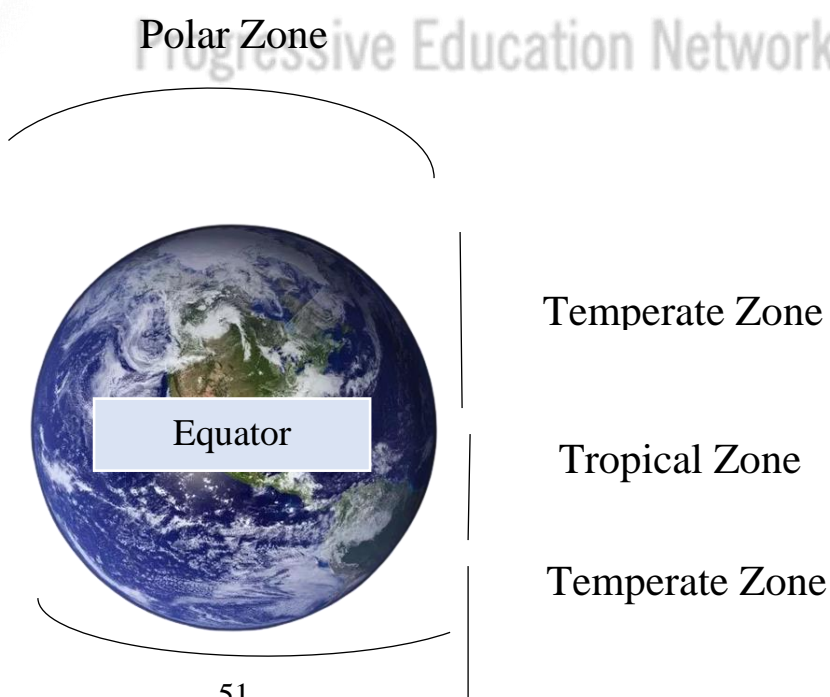 Progressive Education Network
Polar Zone
Temperate Zone
Equator
Tropical Zone
Temperate Zone
51